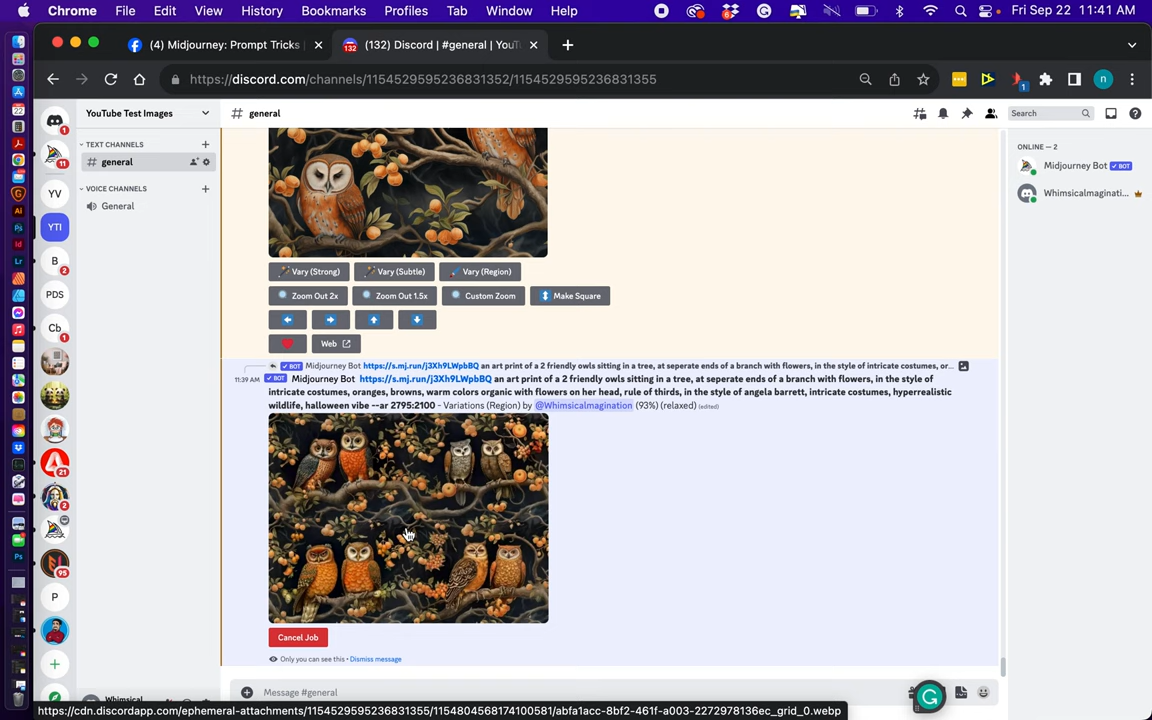 Chrome File Edit View History Bookmarks Profiles Tab Window Help Fri Sep 22 11:41 AM
(4) Midjourney: Prompt Tricks
(132) Discord | #general | YouT
https://discord.com/channels/1154529595236831352/1154529595236831355
YouTube Test Images
# general
Search
TEXT CHANNELS
# general
VOICE CHANNELS
General
YV
YTI
B
PDS
Cb
P
ONLINE — 2
Midjourney Bot BOT
Whimsicalmaginati...
Vary (Strong) Vary (Subtle) Vary (Region)
Zoom Out 2x Zoom Out 1.5x Custom Zoom Make Square
Web
BOT Midjourney Bot https://s.mj.run/j3Xh9LWpbBQ an art print of a 2 friendly owls sitting in a tree, at seperate ends of a branch with flowers, in the style of intricate costumes, or...
11:39 AM BOT Midjourney Bot https://s.mj.run/j3Xh9LWpbBQ an art print of a 2 friendly owls sitting in a tree, at seperate ends of a branch with flowers, in the style of
intricate costumes, oranges, browns, warm colors organic with flowers on her head, rule of thirds, in the style of angela barrett, intricate costumes, hyperrealistic
wildlife, halloween vibe --ar 2795:2100 - Variations (Region) by @Whimsicalmagination (93%) (relaxed) (edited)
Cancel Job
Only you can see this • Dismiss message
Message #general
Whimsical
https://cdn.discordapp.com/ephemeral-attachments/1154529595236831355/1154804568174100581/abfa1acc-8bf2-461f-a003-2272978136ec_grid_0.webp